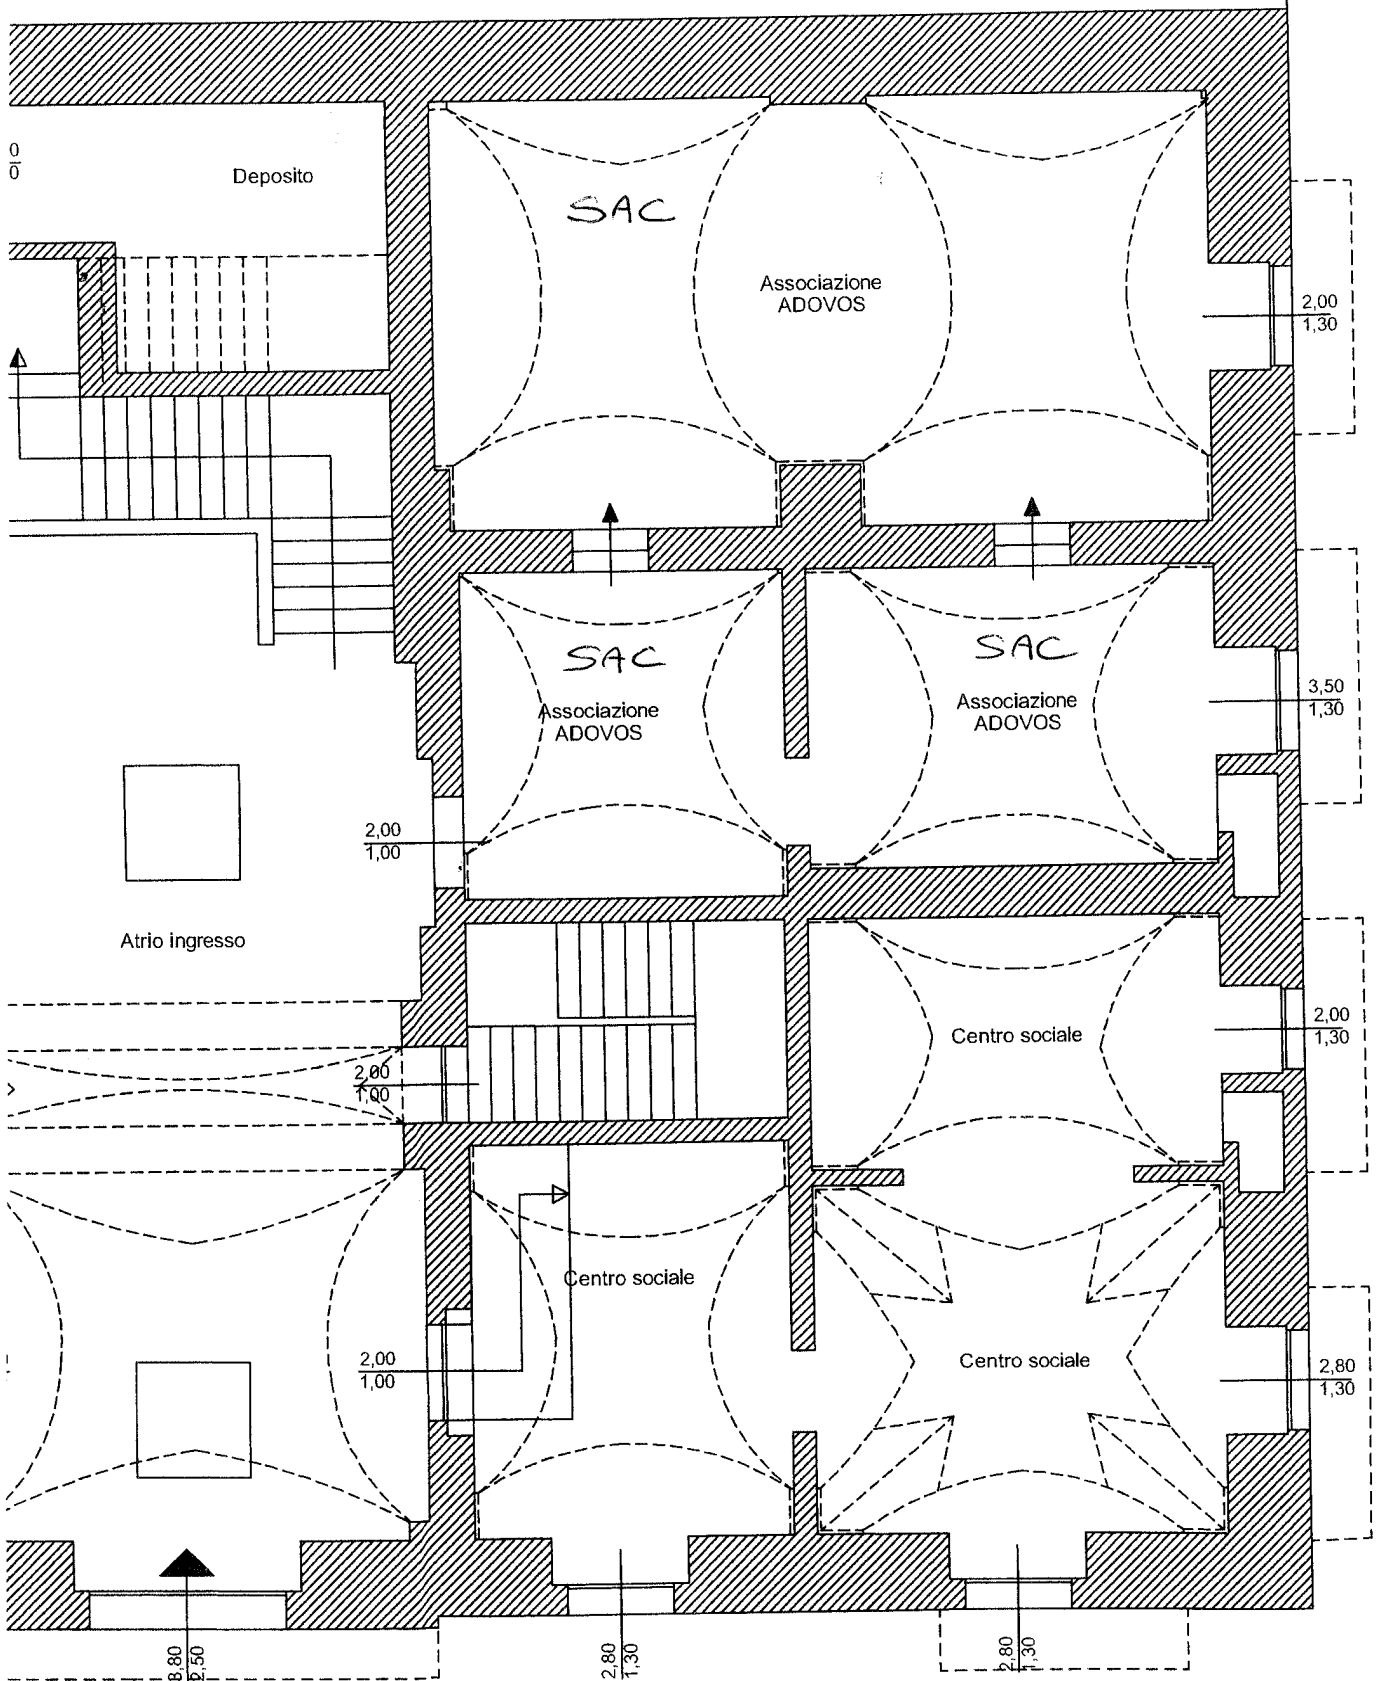 0
0
Deposito
SAC
Associazione
ADOVOS
2,00
1,30
SAC
Associazione
ADOVOS
SAC
Associazione
ADOVOS
3,50
1,30
2,00
1,00
Atrio ingresso
Centro sociale
2,00
1,30
2,00
1,00
Centro sociale
Centro sociale
2,00
1,00
2,80
1,30
2,80
1,30
2,80
1,30